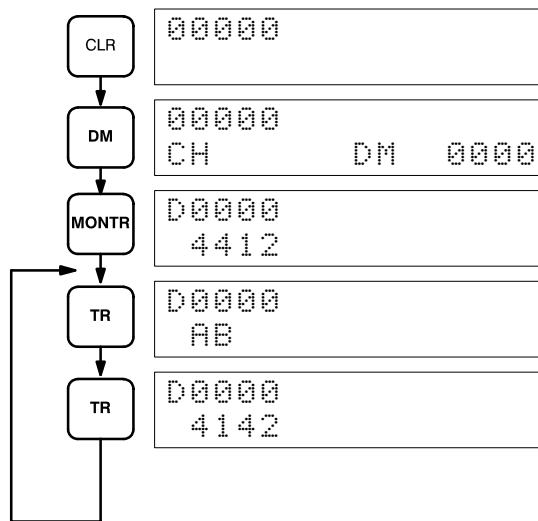 CLR
00000
DM
00000
CH DM 0000
MONTR
D0000
4412
TR
D0000
AB
TR
D0000
4142